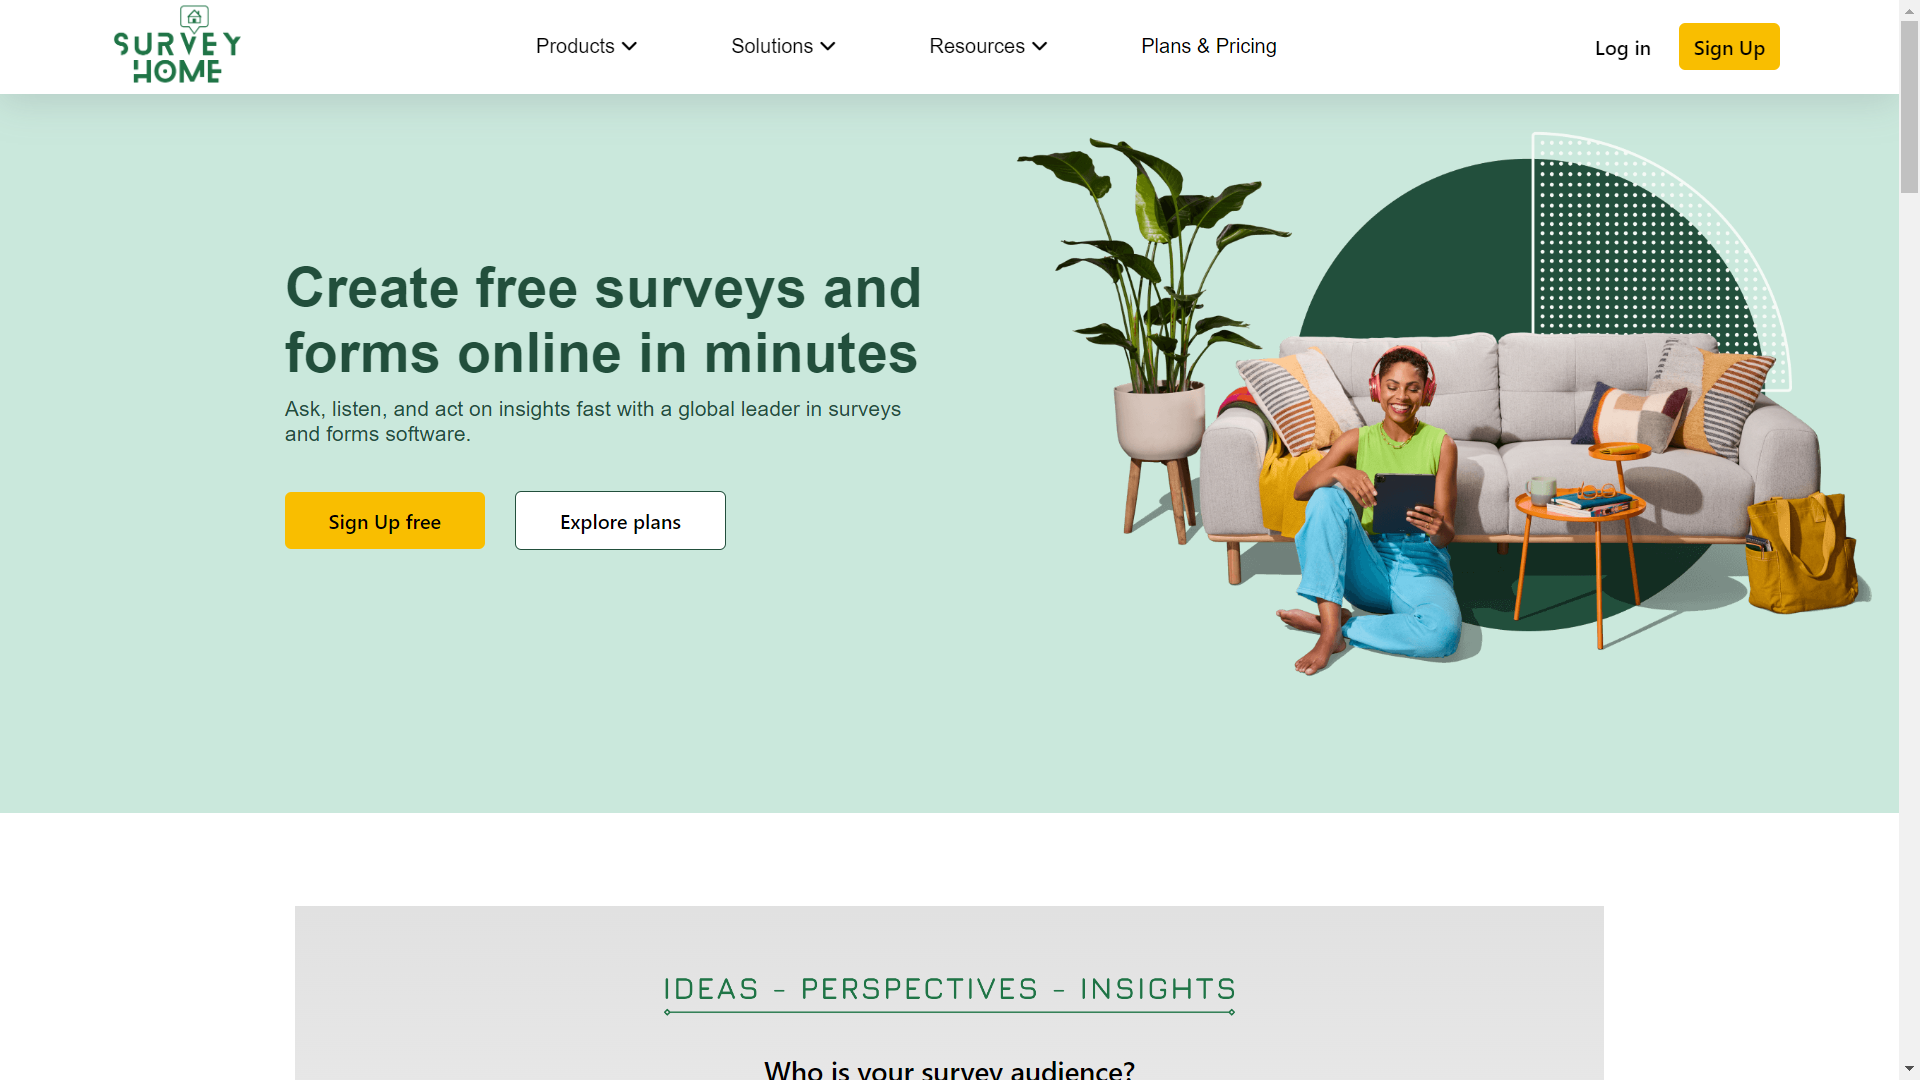 SURVEY
HOME
Products
Solutions
Resources
Plans & Pricing
Log in
Sign Up
Create free surveys and
forms online in minutes
Ask, listen, and act on insights fast with a global leader in surveys
and forms software.
Sign Up free
Explore plans
IDEAS - PERSPECTIVES - INSIGHTS
Who is your survey audience?